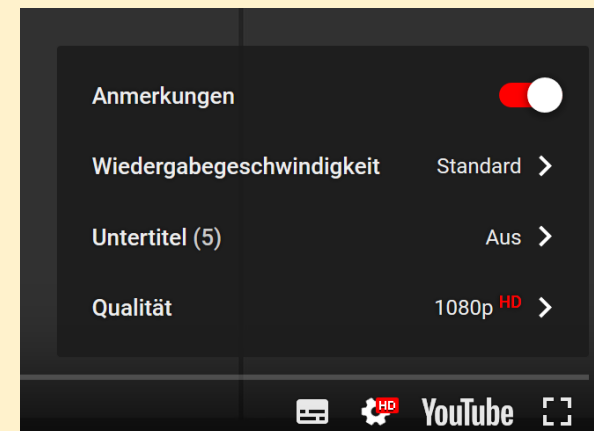 Anmerkungen
Wiedergabegeschwindigkeit Standard
Untertitel (5) Aus
Qualität 1080p HD
HD YouTube